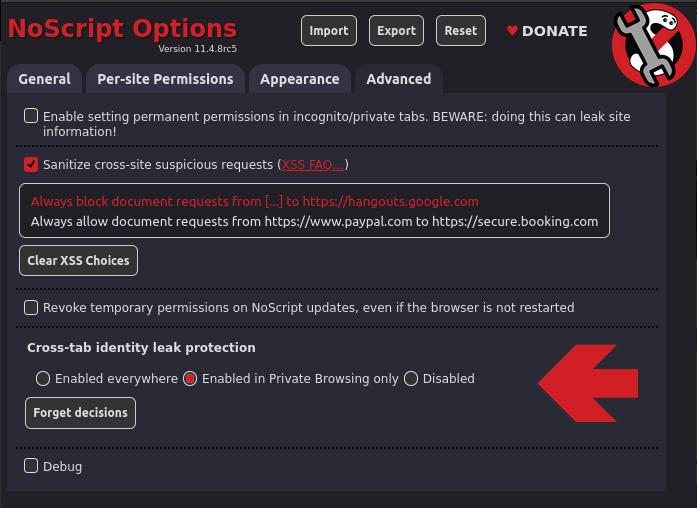 NoScript Options
Version 11.4.8rc5
Import
Export
Reset
DONATE
General
Per-site Permissions
Appearance
Advanced
Enable setting permanent permissions in incognito/private tabs. BEWARE: doing this can leak site
information!
Sanitize cross-site suspicious requests (XSS FAQ...)
Always block document requests from [...] to https://hangouts.google.com
Always allow document requests from https://www.paypal.com to https://secure.booking.com
Clear XSS Choices
Revoke temporary permissions on NoScript updates, even if the browser is not restarted
Cross-tab identity leak protection
Enabled everywhere
Enabled in Private Browsing only
Disabled
Forget decisions
Debug